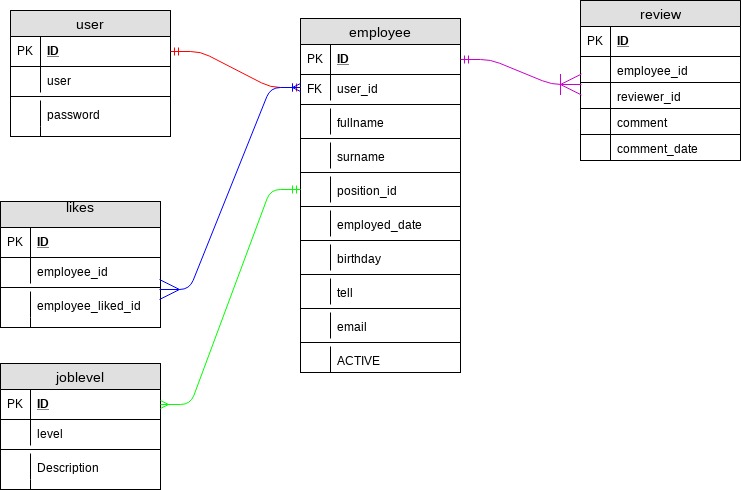 user
PK ID
user
password
employee
PK ID
FK user_id
fullname
surname
position_id
employed_date
birthday
tell
email
ACTIVE
review
PK ID
employee_id
reviewer_id
comment
comment_date
likes
PK ID
employee_id
employee_liked_id
joblevel
PK ID
level
Description